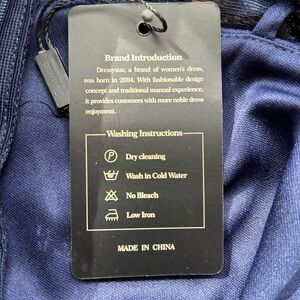 Brand Introduction
Dressystar, a brand of women's dress,
was born in 2004. With fashionable design
concept and traditional manual experience,
it provides customers with more noble dress
enjoyment.
Washing Instructions
P Dry cleaning
Wash in Cold Water
No Bleach
Low Iron
MADE IN CHINA